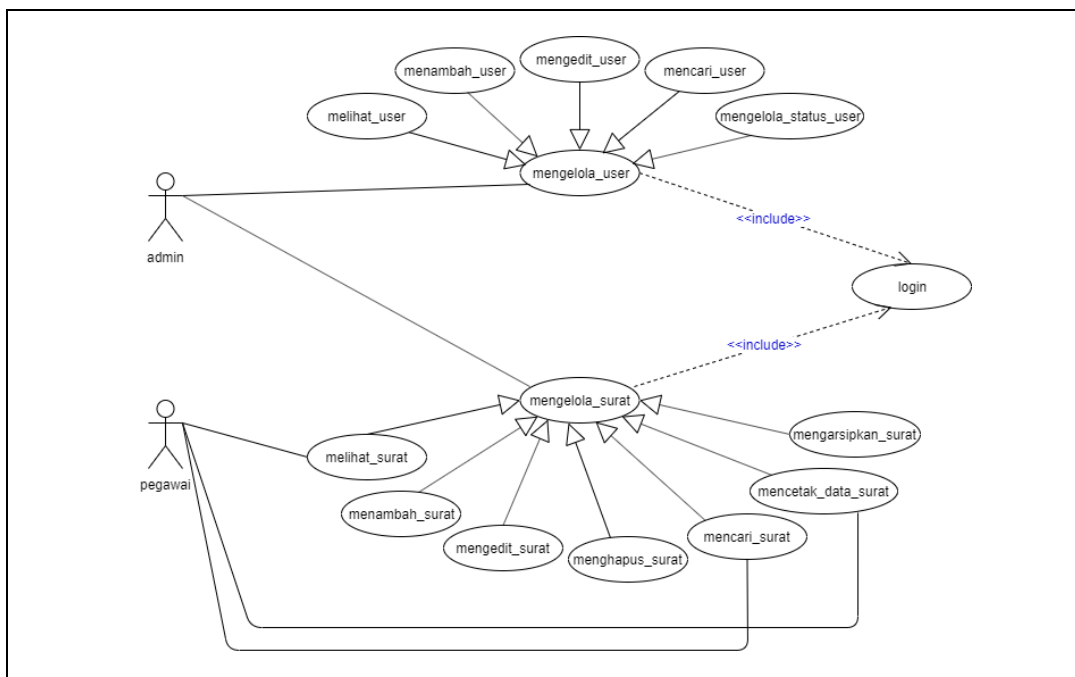 mengedit_user
menambah_user
mencari_user
melihat_user
mengelola_status_user
mengelola_user
<<include>>
admin
login
<<include>>
mengelola_surat
mengarsipkan_surat
melihat_surat
pegawai
mencetak_data_surat
menambah_surat
mencari_surat
mengedit_surat
menghapus_surat